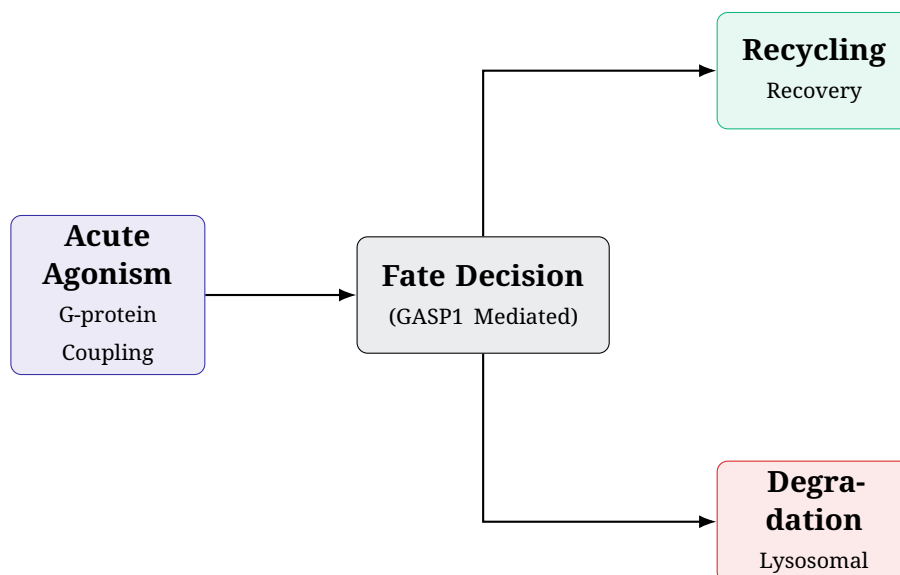 Recycling
Recovery
Acute
Agonism
G-protein
Coupling
Fate Decision
(GASP1 Mediated)
Degra-
dation
Lysosomal